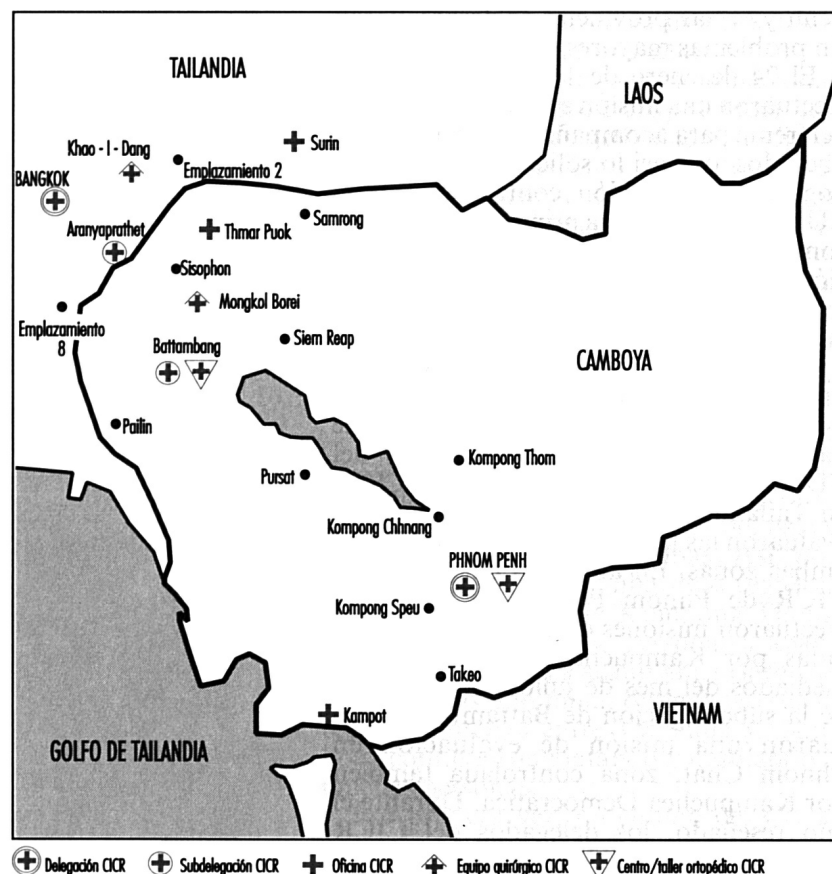 TAILANDIA
LAOS
Khao - I - Dang
Emplazamiento 2
Surin
BANGKOK
Aranyaprathet
Thmar Puok
Samrong
Sisophon
Mongkol Borei
Emplazamiento
8
Siem Reap
Battambang
CAMBOYA
Pailin
Pursat
Kompong Thom
Kompong Chhnang
PHNOM PENH
Kompong Speu
Takeo
Kampot
VIETNAM
GOLFO DE TAILANDIA
Delegación CICR Subdelegación CICR Oficina CICR Equipo quirúrgico CICR Centro/taller ortopédico CICR